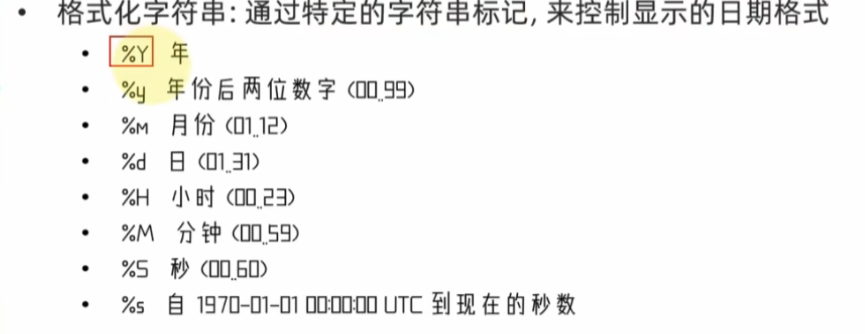 • 格式化字符串: 通过特定的字符串标记, 来控制显示的日期格式
• %Y 年
• %y 年份后两位数字 (00..99)
• %m 月份 (01..12)
• %d 日 (01..31)
• %H 小时 (00..23)
• %M 分钟 (00..59)
• %S 秒 (00..60)
• %s 自 1970-01-01 00:00:00 UTC 到现在的秒数